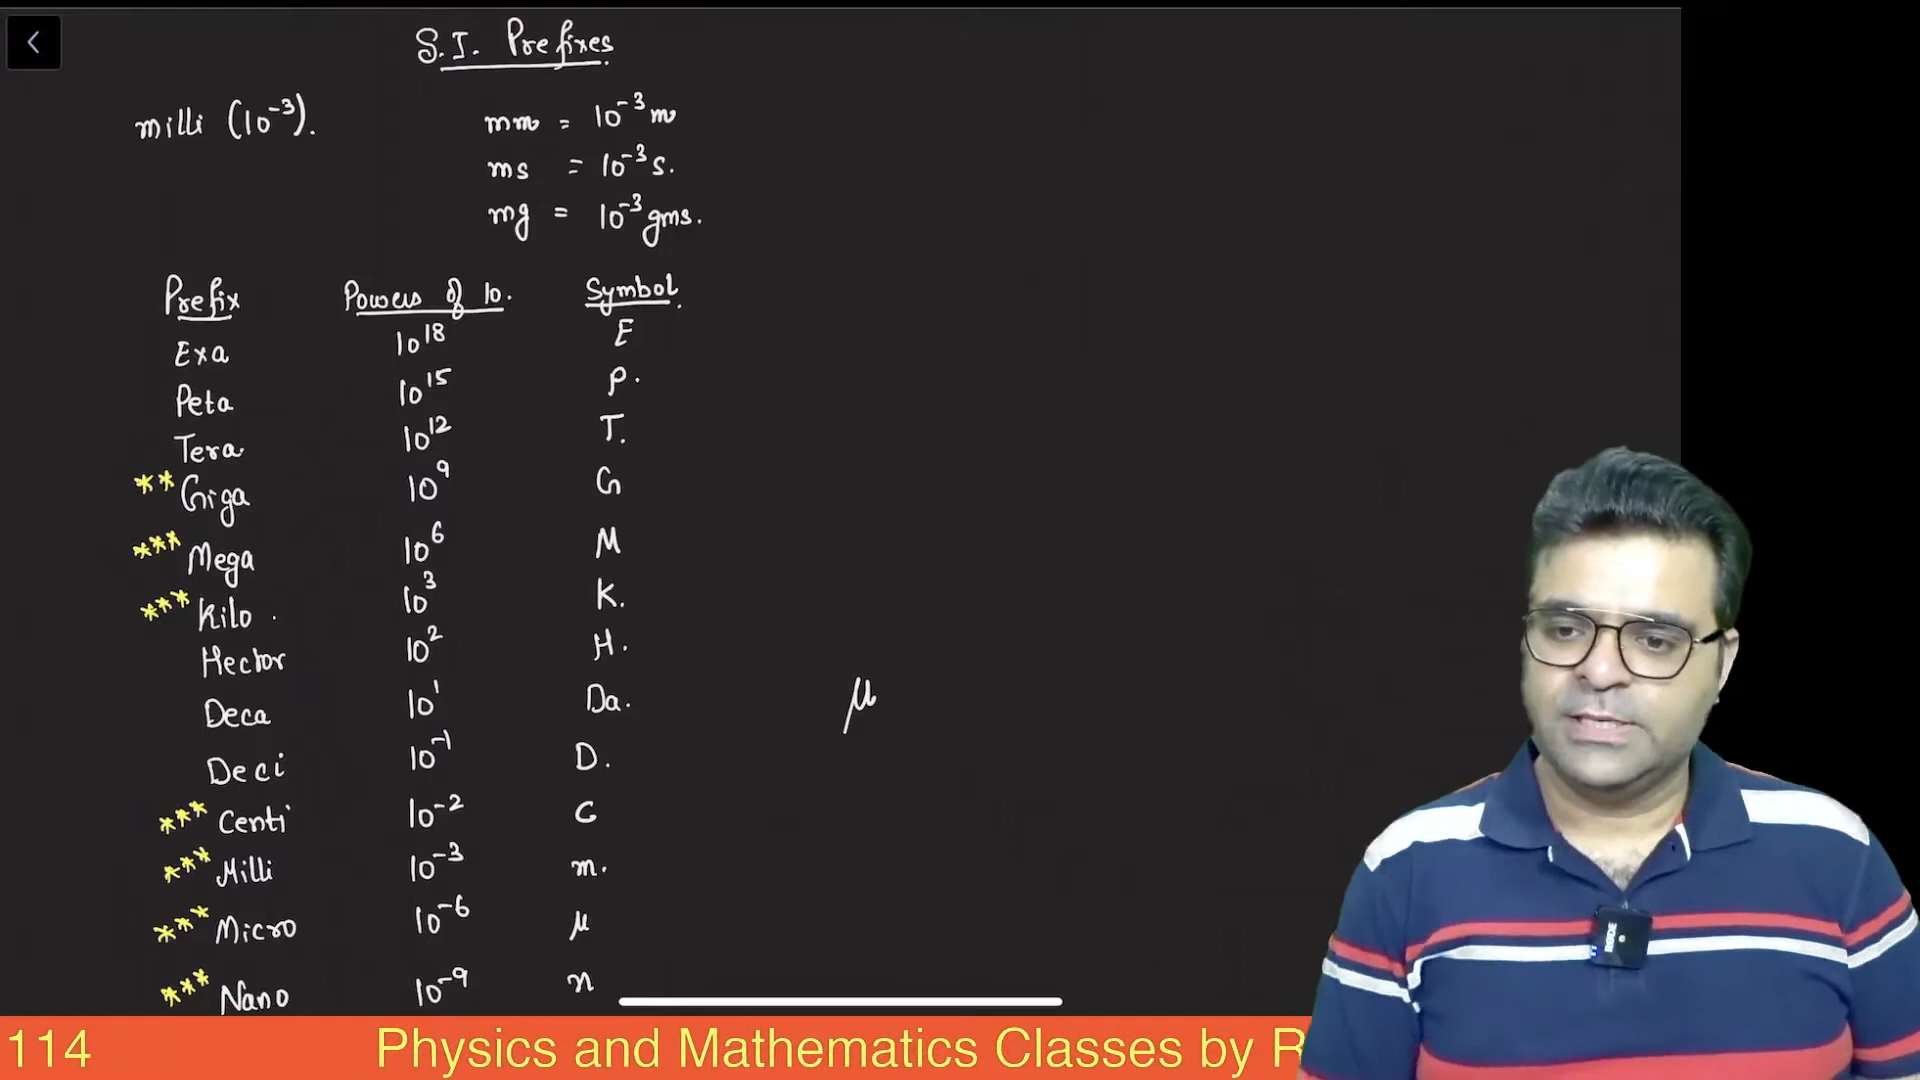 S.I. Prefixes
milli (10⁻³).
mm = 10⁻³ m
ms = 10⁻³ s.
mg = 10⁻³ gms.
Prefix Powers of 10. Symbol
Exa 10¹⁸ E
Peta 10¹⁵ P.
Tera 10¹² T.
** Giga 10⁹ G
*** Mega 10⁶ M
*** Kilo. 10³ K.
Hector 10² H.
Deca 10¹ Da.
μ
Deci 10⁻¹ D.
*** Centi 10⁻² C
*** Milli 10⁻³ m.
*** Micro 10⁻⁶ μ
*** Nano 10⁻⁹ n
RODE
114 Physics and Mathematics Classes by R